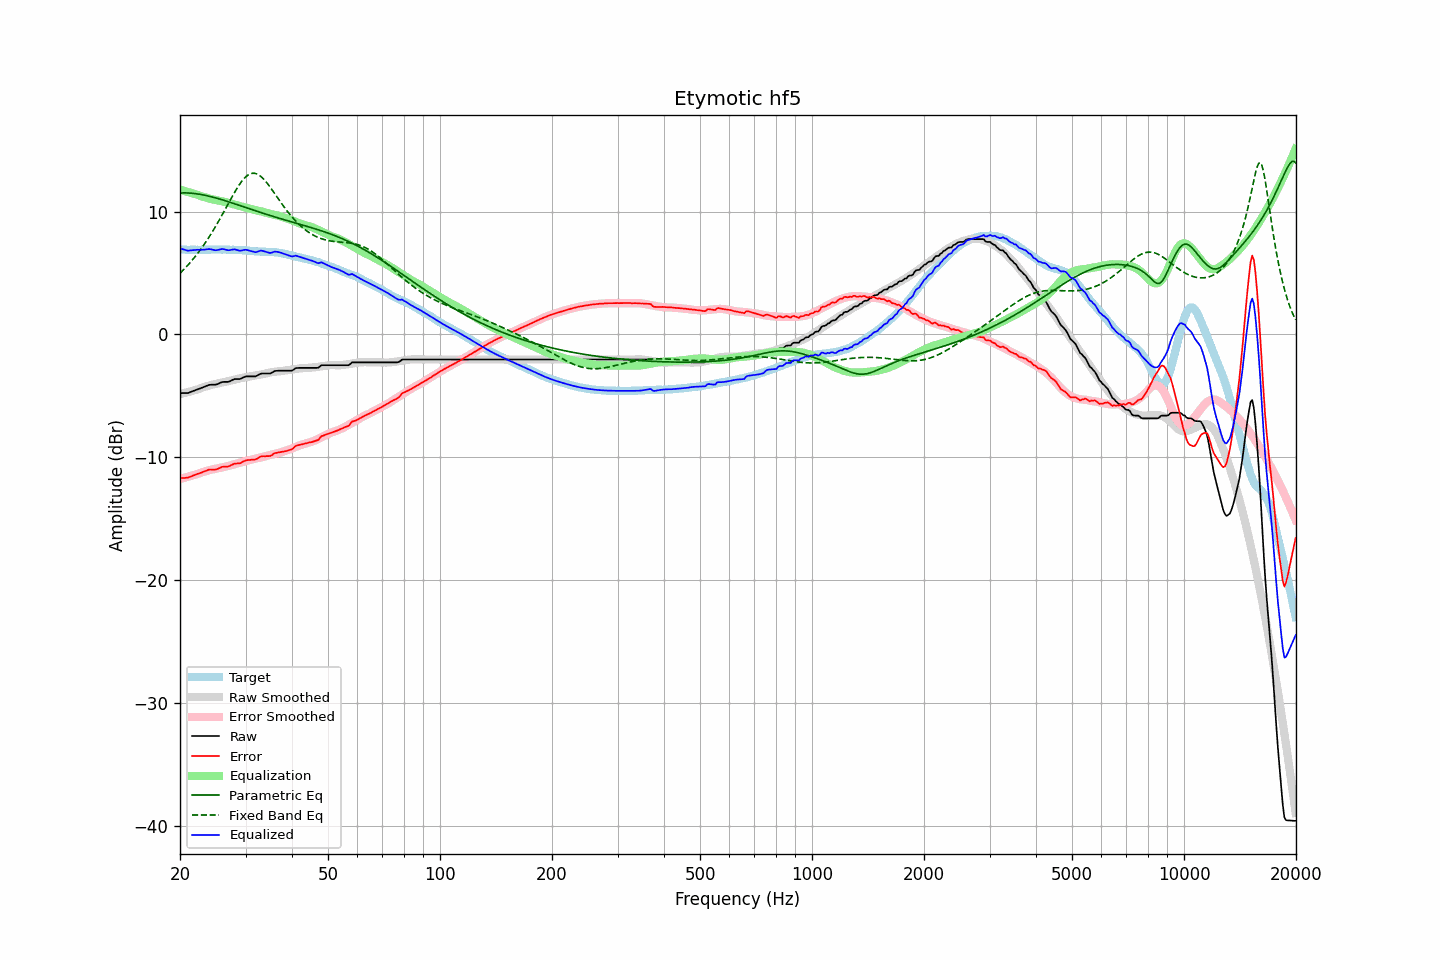 Etymotic hf5
Amplitude (dBr)
10
0
−10
−20
−30
−40
Target
Raw Smoothed
Error Smoothed
Raw
Error
Equalization
Parametric Eq
Fixed Band Eq
Equalized
20 50 100 200 500 1000 2000 5000 10000 20000
Frequency (Hz)